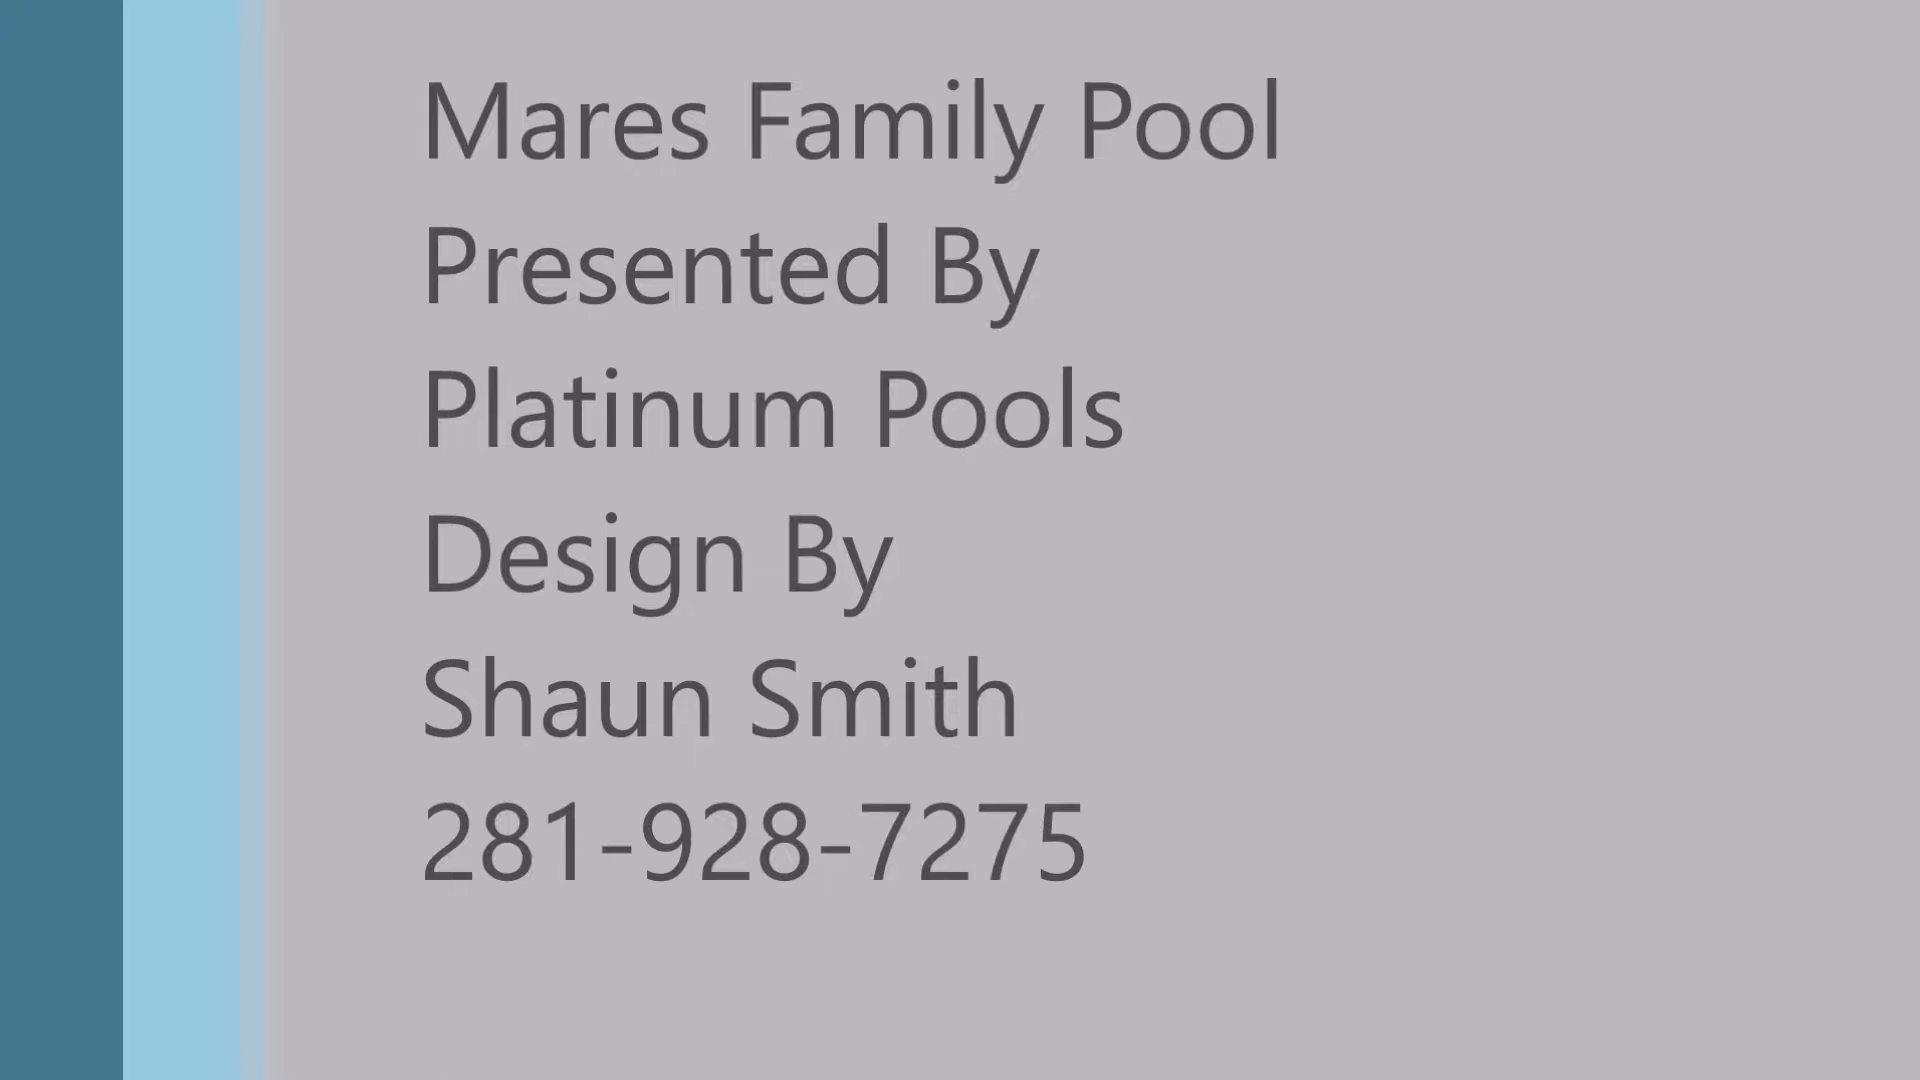 Mares Family Pool
Presented By
Platinum Pools
Design By
Shaun Smith
281-928-7275